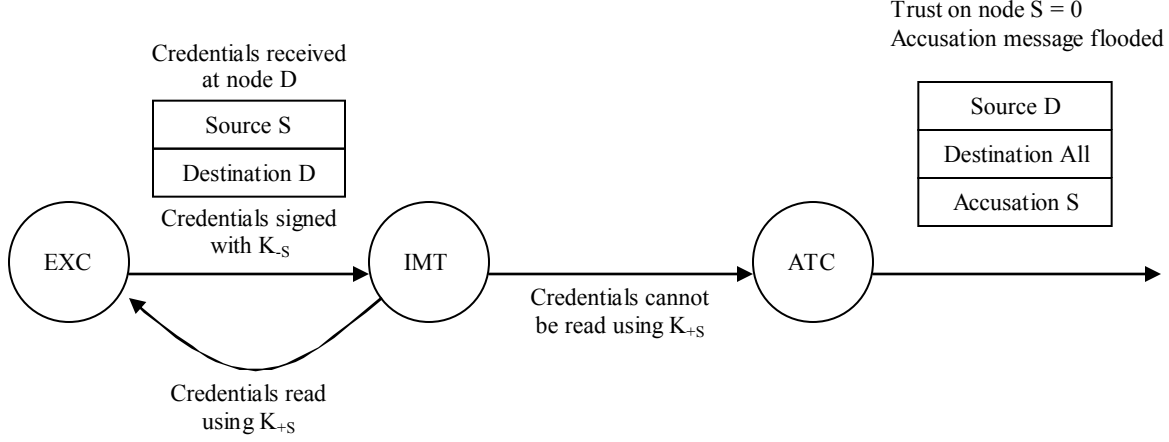 Trust on node S = 0
Accusation message flooded
Credentials received
at node D
Source S
Destination D
Source D
Destination All
Accusation S
Credentials signed
with K-S
EXC
IMT
ATC
Credentials cannot
be read using K+S
Credentials read
using K+S